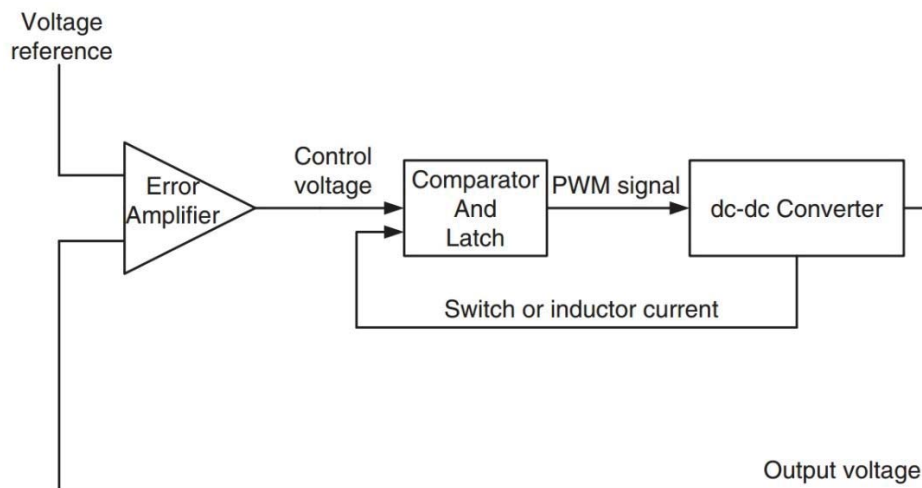 Voltage
reference
Error
Amplifier
Control
voltage
Comparator
And
Latch
PWM signal
dc-dc Converter
Switch or inductor current
Output voltage